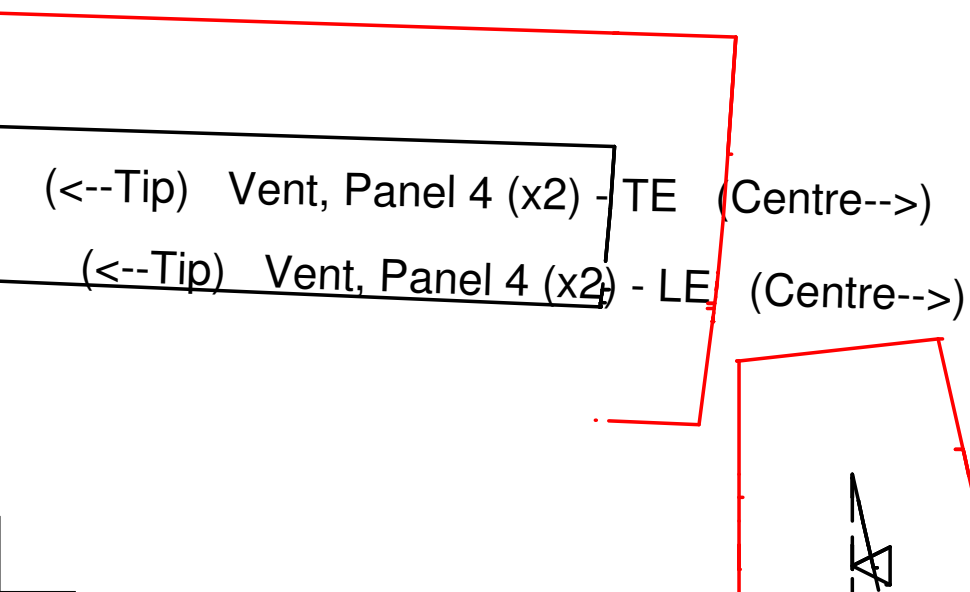 (<--Tip) Vent, Panel 4 (x2) - TE (Centre-->)
(<--Tip) Vent, Panel 4 (x2) - LE (Centre-->)